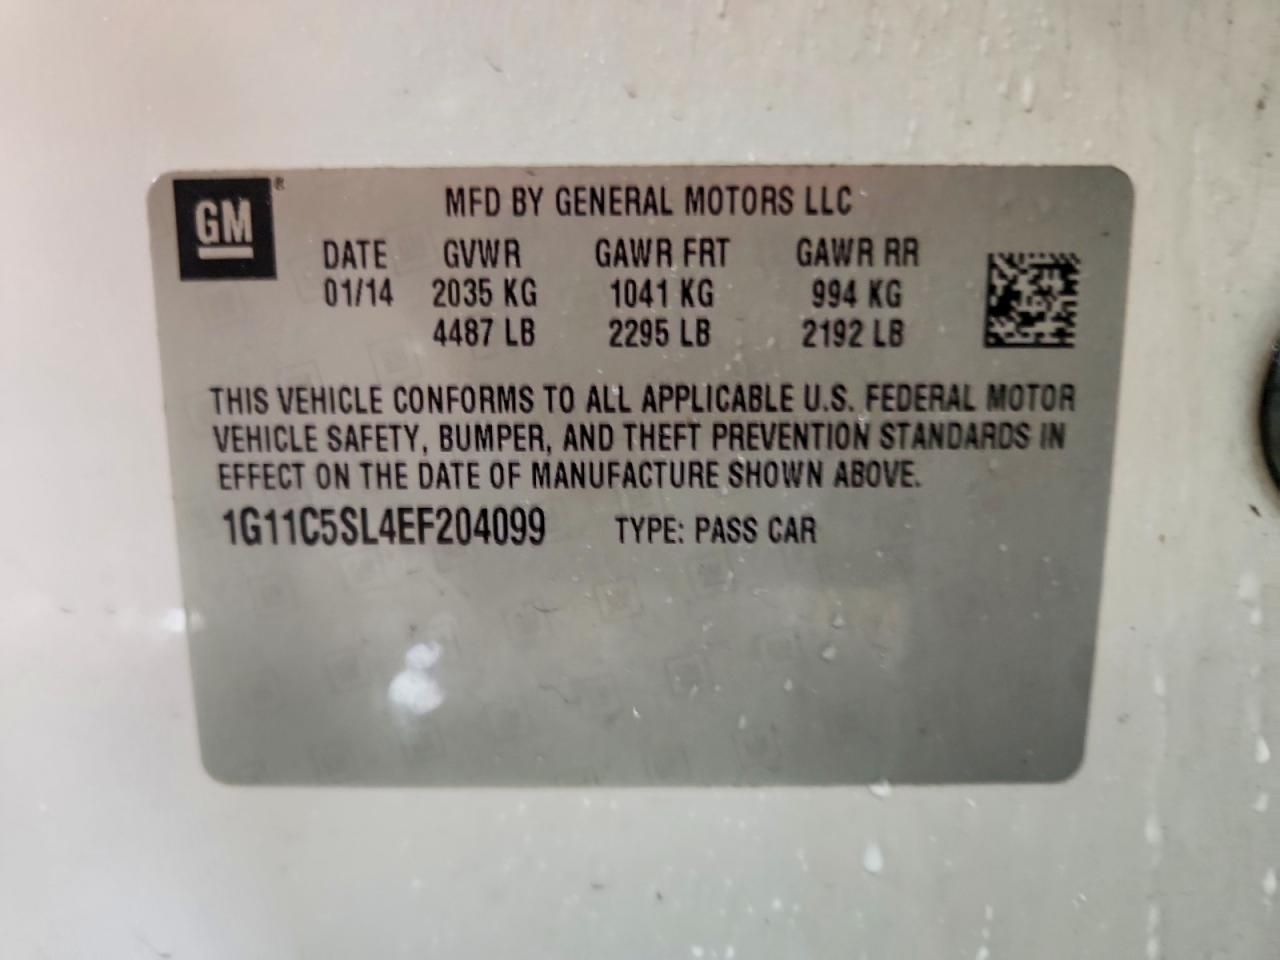 GM ®
MFD BY GENERAL MOTORS LLC
DATE GVWR GAWR FRT GAWR RR
01/14 2035 KG 1041 KG 994 KG
4487 LB 2295 LB 2192 LB
THIS VEHICLE CONFORMS TO ALL APPLICABLE U.S. FEDERAL MOTOR
VEHICLE SAFETY, BUMPER, AND THEFT PREVENTION STANDARDS IN
EFFECT ON THE DATE OF MANUFACTURE SHOWN ABOVE.
1G11C5SL4EF204099 TYPE: PASS CAR